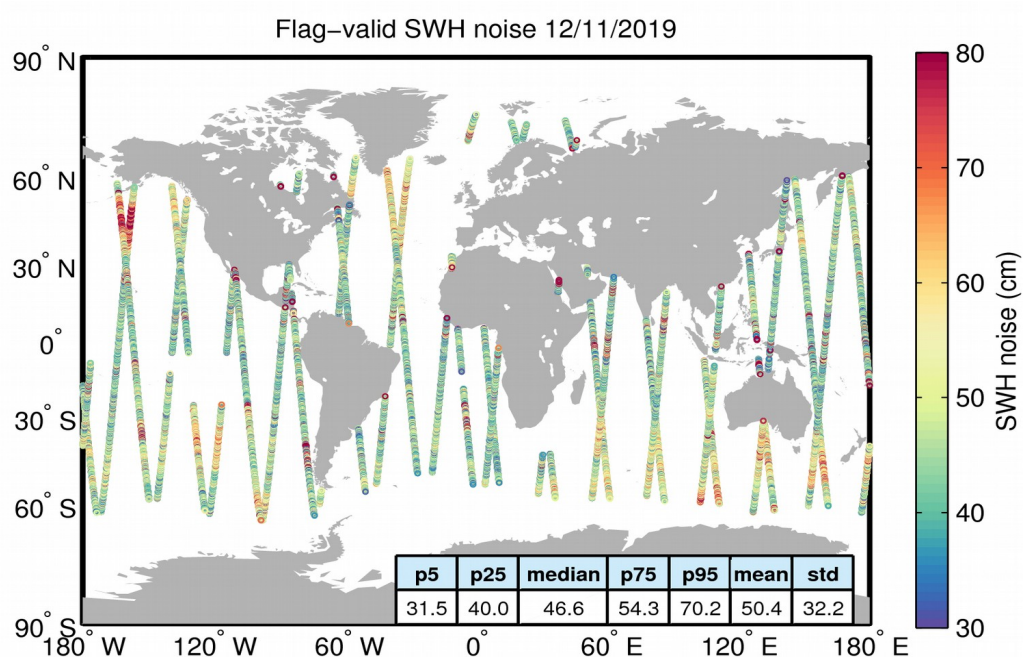 Flag−valid SWH noise 12/11/2019
90° N
60° N
30° N
0°
30° S
60° S
90° S
180° W
120° W
60° W
0°
60° E
120° E
180° E
80
70
60
50
40
30
SWH noise (cm)
p5 p25 median p75 p95 mean std
31.5 40.0 46.6 54.3 70.2 50.4 32.2